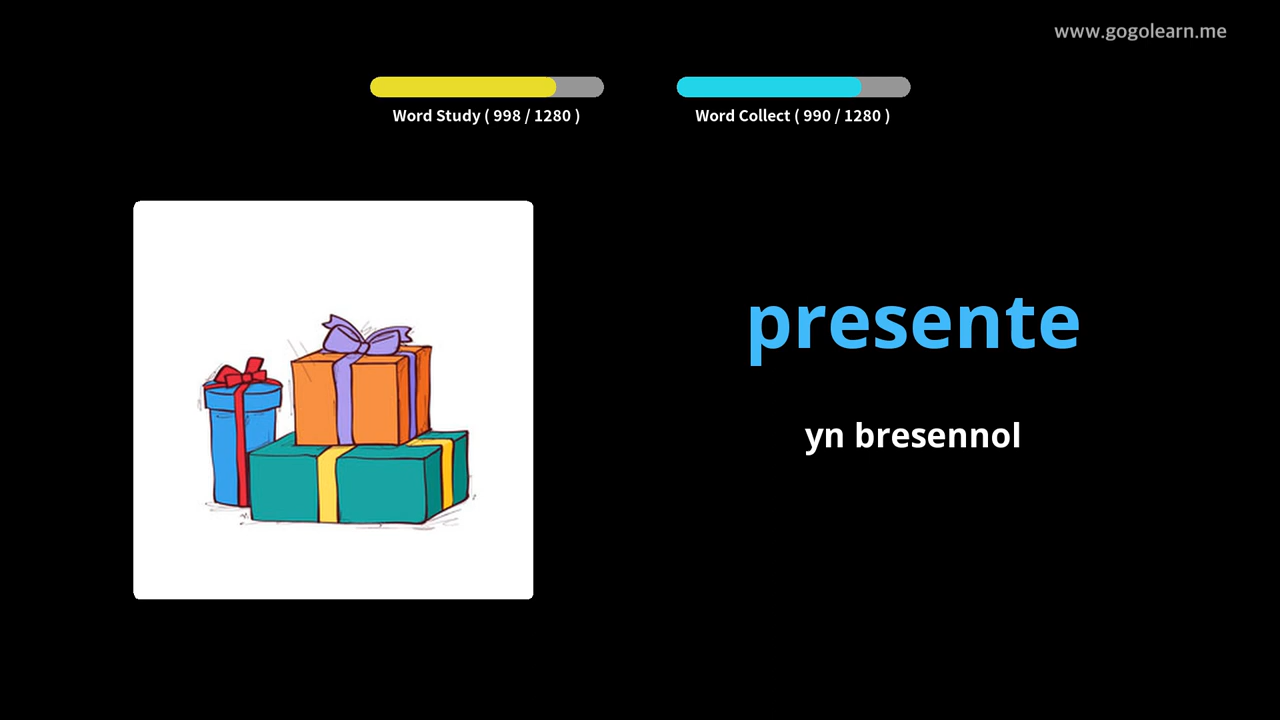 www.gogolearn.me
Word Study ( 998 / 1280 )
Word Collect ( 990 / 1280 )
presente
yn bresennol